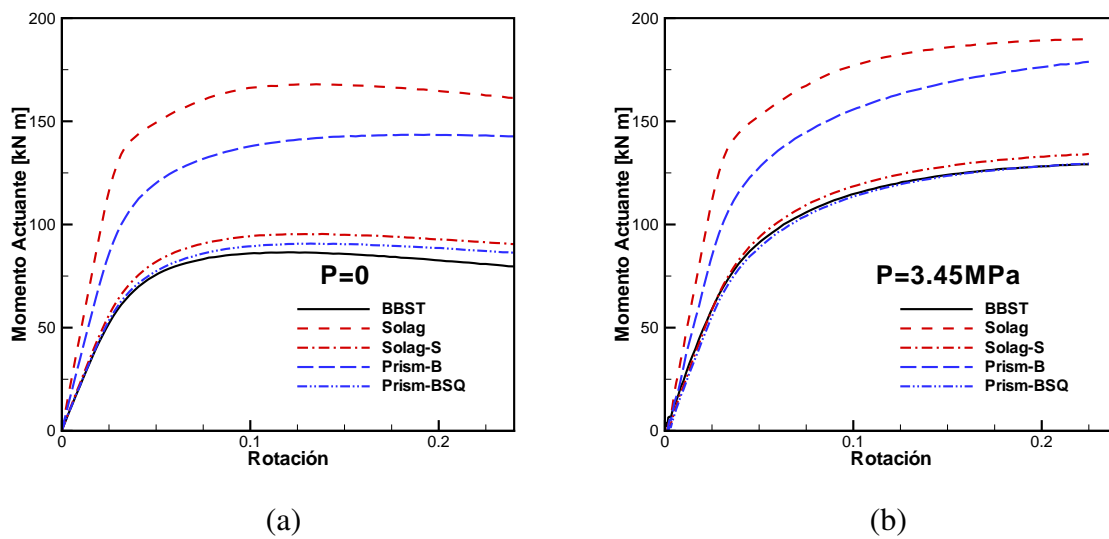 200
150
100
50
0
Momento Actuante [kN m]
0
0.1
0.2
Rotación
P=0
BBST
Solag
Solag-S
Prism-B
Prism-BSQ
(a)
200
150
100
50
0
Momento Actuante [kN m]
0
0.1
0.2
Rotación
P=3.45MPa
BBST
Solag
Solag-S
Prism-B
Prism-BSQ
(b)